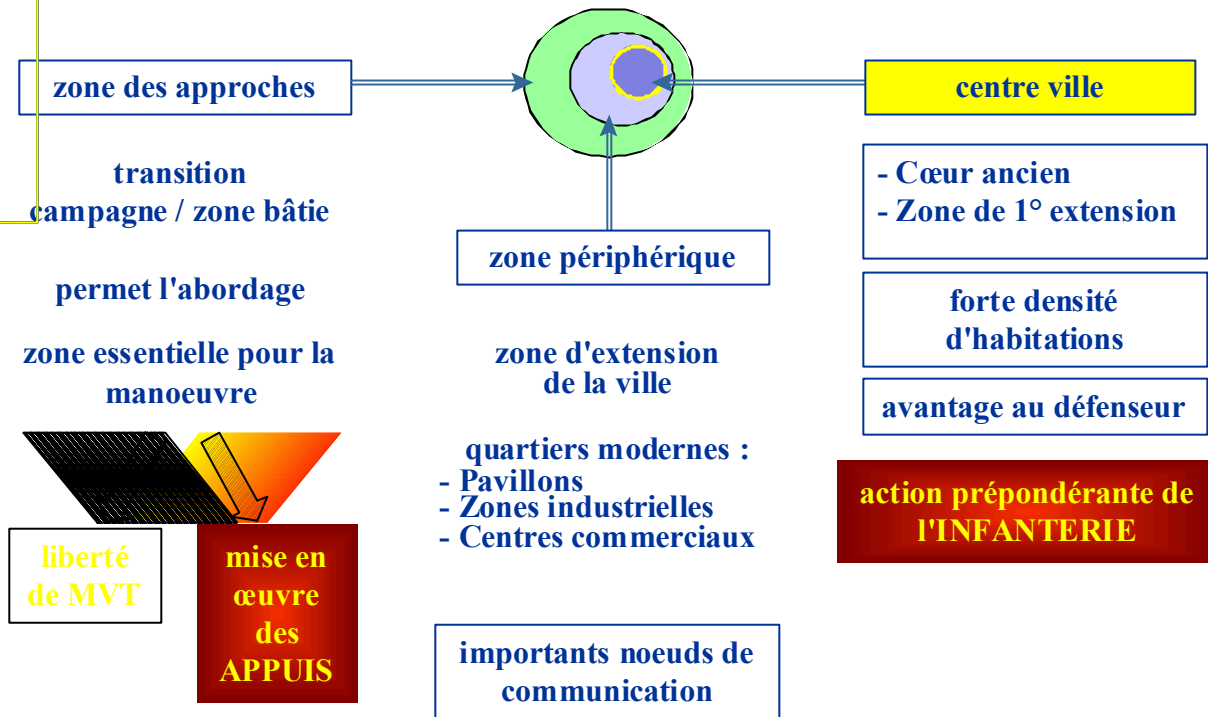 zone des approches
transition
campagne / zone bâtie
permet l'abordage
zone essentielle pour la
manoeuvre
liberté
de MVT
mise en
œuvre
des
APPUIS
zone périphérique
zone d'extension
de la ville
quartiers modernes :
- Pavillons
- Zones industrielles
- Centres commerciaux
importants noeuds de
communication
centre ville
- Cœur ancien
- Zone de 1° extension
forte densité
d'habitations
avantage au défenseur
action prépondérante de
l'INFANTERIE